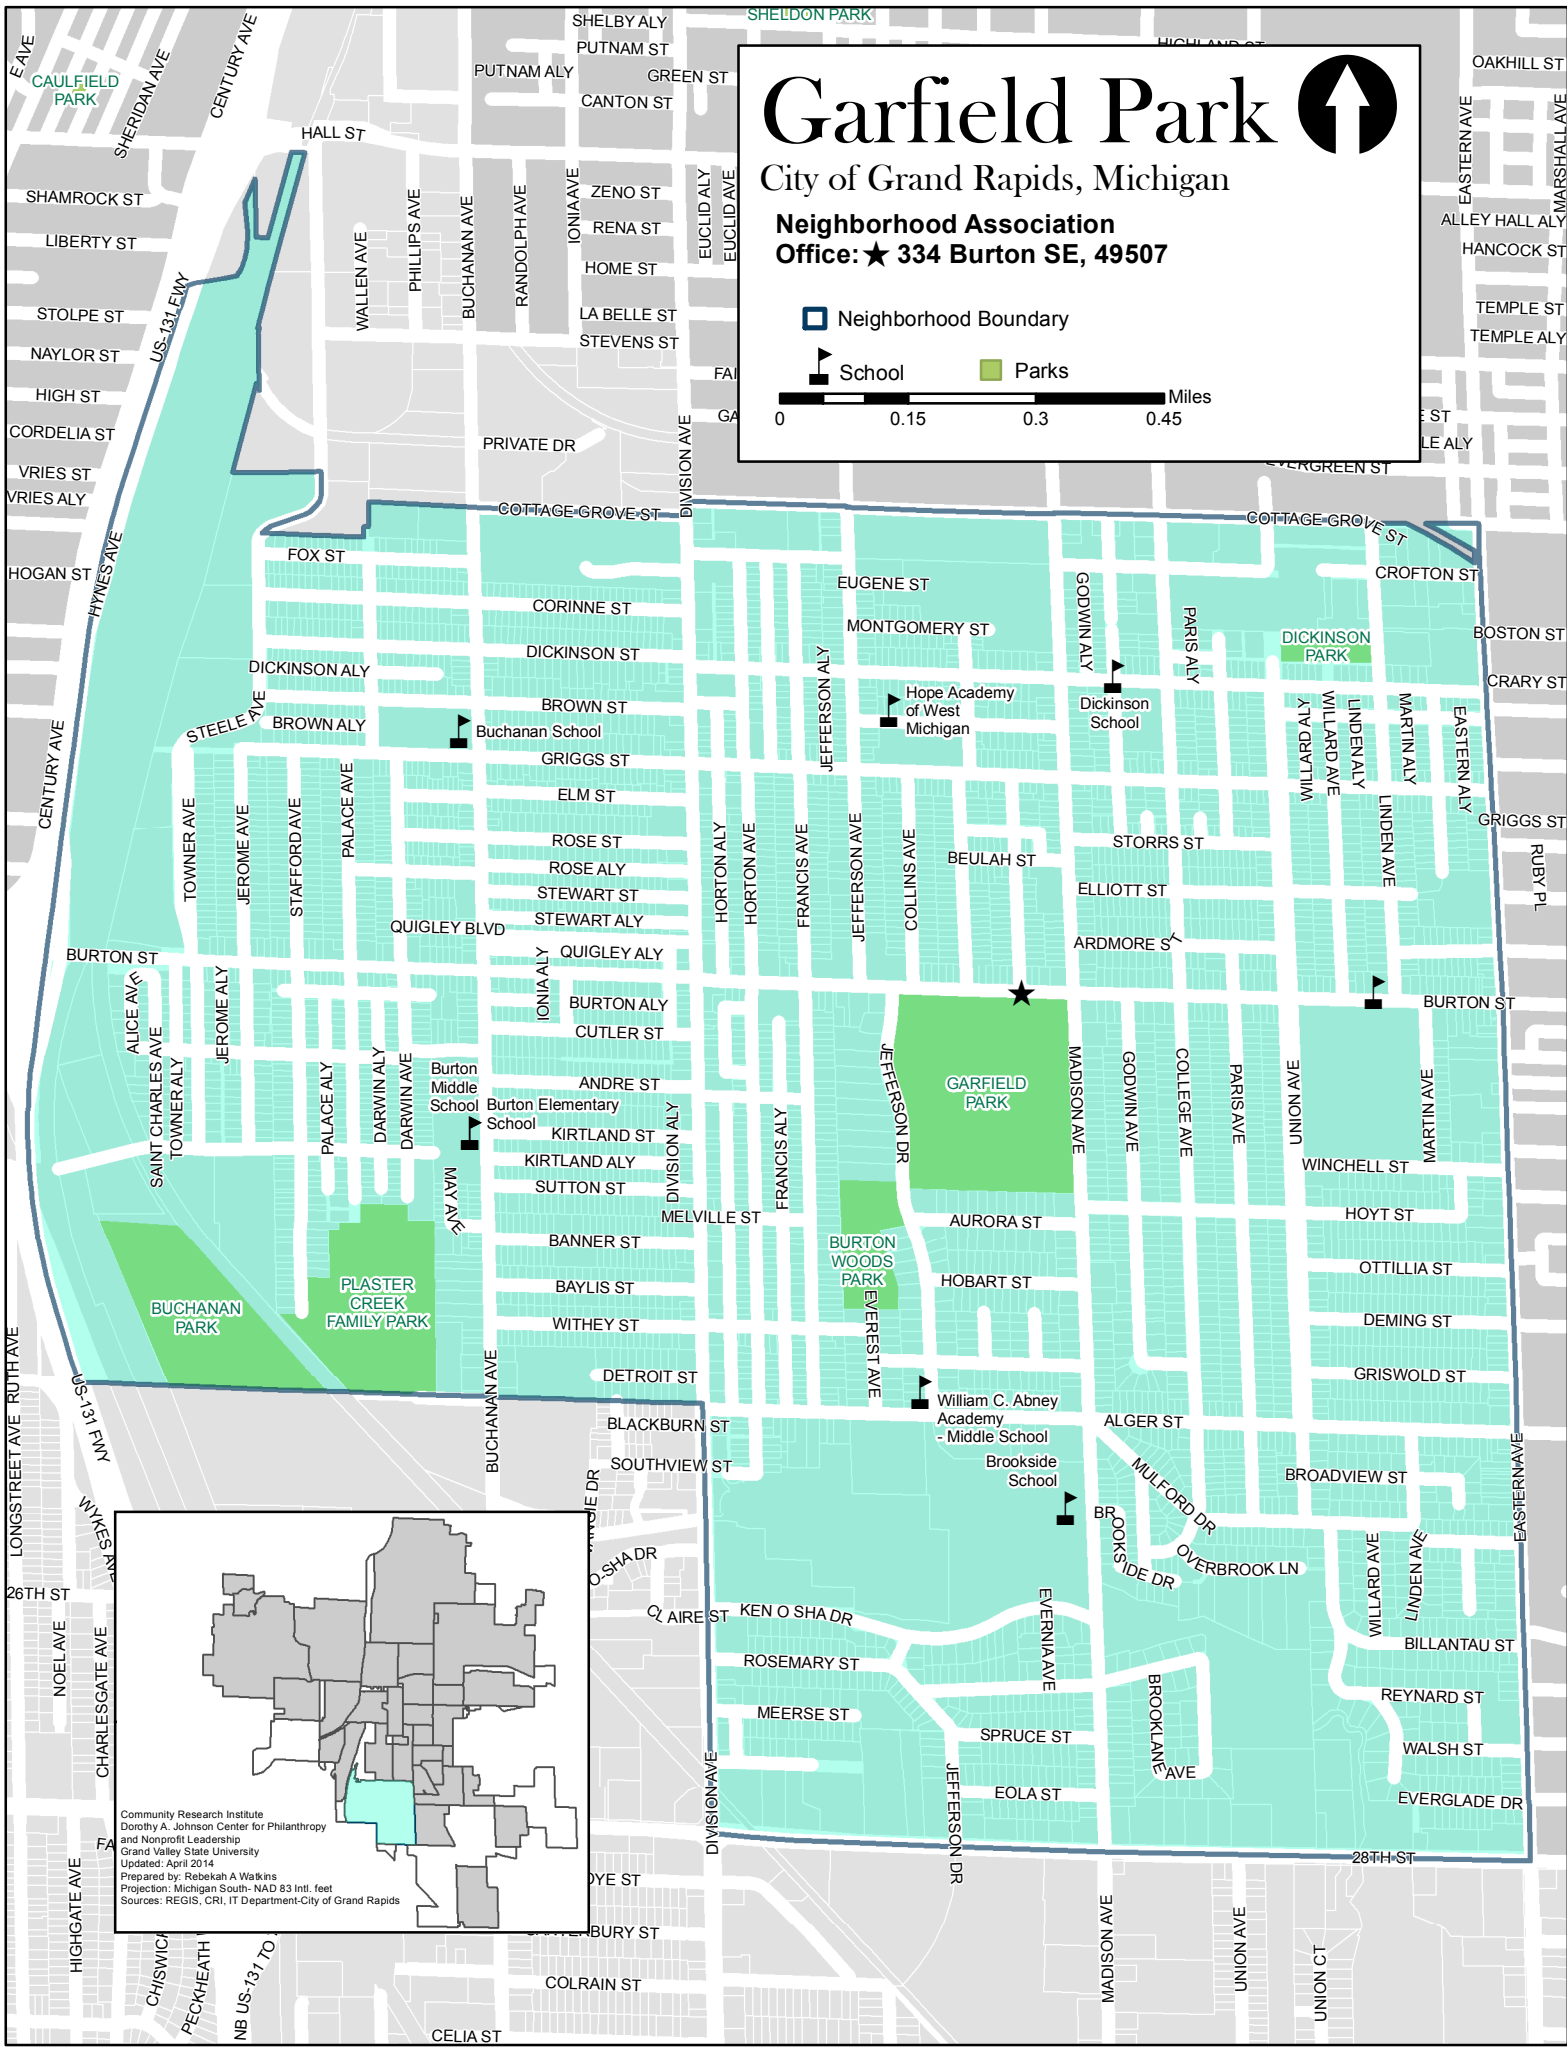 SHELDON PARK
SHELBY ALY
PUTNAM ST
PUTNAM ALY
GREEN ST
CANTON ST
E AVE
CAULFIELD
PARK
SHERIDAN AVE
CENTURY AVE
HALL ST
OAKHILL ST
EASTERN AVE
MARSHALL AVE
Garfield Park
City of Grand Rapids, Michigan
Neighborhood Association
Office: ★ 334 Burton SE, 49507
Neighborhood Boundary
School
Parks
Miles
0 0.15 0.3 0.45
SHAMROCK ST
LIBERTY ST
STOLPE ST
NAYLOR ST
HIGH ST
CORDELIA ST
VRIES ST
VRIES ALY
HOGAN ST
US-131 FWY
HYNES AVE
CENTURY AVE
WALLEN AVE
PHILLIPS AVE
BUCHANAN AVE
RANDOLPH AVE
IONIA AVE
ZENO ST
RENA ST
HOME ST
LA BELLE ST
STEVENS ST
EUCLID ALY
EUCLID AVE
FAI
GA
PRIVATE DR
DIVISION AVE
ALLEY HALL ALY
HANCOCK ST
TEMPLE ST
TEMPLE ALY
E ST
LE ALY
COTTAGE GROVE ST
COTTAGE GROVE ST
FOX ST
CORINNE ST
DICKINSON ST
DICKINSON ALY
BROWN ST
STEELE AVE
BROWN ALY
Buchanan School
GRIGGS ST
ELM ST
ROSE ST
ROSE ALY
STEWART ST
STEWART ALY
QUIGLEY BLVD
QUIGLEY ALY
EUGENE ST
MONTGOMERY ST
JEFFERSON ALY
Hope Academy
of West
Michigan
GODWIN ALY
Dickinson
School
PARIS ALY
DICKINSON
PARK
CROFTON ST
BOSTON ST
CRARY ST
WILLARD ALY
WILLARD AVE
LINDEN ALY
MARTIN ALY
EASTERN ALY
GRIGGS ST
LINDEN AVE
RUBY PL
TOWNER AVE
JEROME AVE
STAFFORD AVE
PALACE AVE
HORTON ALY
HORTON AVE
FRANCIS AVE
JEFFERSON AVE
COLLINS AVE
BEULAH ST
STORRS ST
ELLIOTT ST
ARDMORE ST
BURTON ST
BURTON ST
ALICE AVE
SAINT CHARLES AVE
TOWNER ALY
JEROME ALY
PALACE ALY
DARWIN ALY
DARWIN AVE
IONIA ALY
BURTON ALY
CUTLER ST
ANDRE ST
Burton
Middle
School
Burton Elementary
School
KIRTLAND ST
KIRTLAND ALY
SUTTON ST
DIVISION ALY
FRANCIS ALY
MAY AVE
MELVILLE ST
BANNER ST
BAYLIS ST
WITHEY ST
DETROIT ST
JEFFERSON DR
GARFIELD
PARK
MADISON AVE
GODWIN AVE
COLLEGE AVE
PARIS AVE
UNION AVE
MARTIN AVE
WINCHELL ST
HOYT ST
OTTILLIA ST
DEMING ST
GRISWOLD ST
AURORA ST
BURTON
WOODS
PARK
HOBART ST
EVEREST AVE
BUCHANAN
PARK
PLASTER
CREEK
FAMILY PARK
US-131 FWY
RUTH AVE
LONGSTREET AVE
BUCHANAN AVE
BLACKBURN ST
SOUTHVIEW ST
William C. Abney
Academy
- Middle School
ALGER ST
Brookside
School
MULFORD DR
BROADVIEW ST
EASTERN AVE
BROOKSIDE DR
OVERBROOK LN
WILLARD AVE
LINDEN AVE
WYKES AVE
26TH ST
NOEL AVE
CHARLESGATE AVE
O-SHA DR
CLAIRE ST
KEN O SHA DR
EVERNIA AVE
BILLANTAU ST
ROSEMARY ST
REYNARD ST
MEERSE ST
SPRUCE ST
BROOKLANE AVE
WALSH ST
EOLA ST
EVERGLADE DR
JEFFERSON DR
DIVISION AVE
28TH ST
FA
Community Research Institute
Dorothy A. Johnson Center for Philanthropy
and Nonprofit Leadership
Grand Valley State University
Updated: April 2014
Prepared by: Rebekah A Watkins
Projection: Michigan South- NAD 83 Intl. feet
Sources: REGIS, CRI, IT Department-City of Grand Rapids
HIGHGATE AVE
CHISWICK
PECKHEATH
NB US-131 TO
OYE ST
BURY ST
COLRAIN ST
CELIA ST
MADISON AVE
UNION AVE
UNION CT